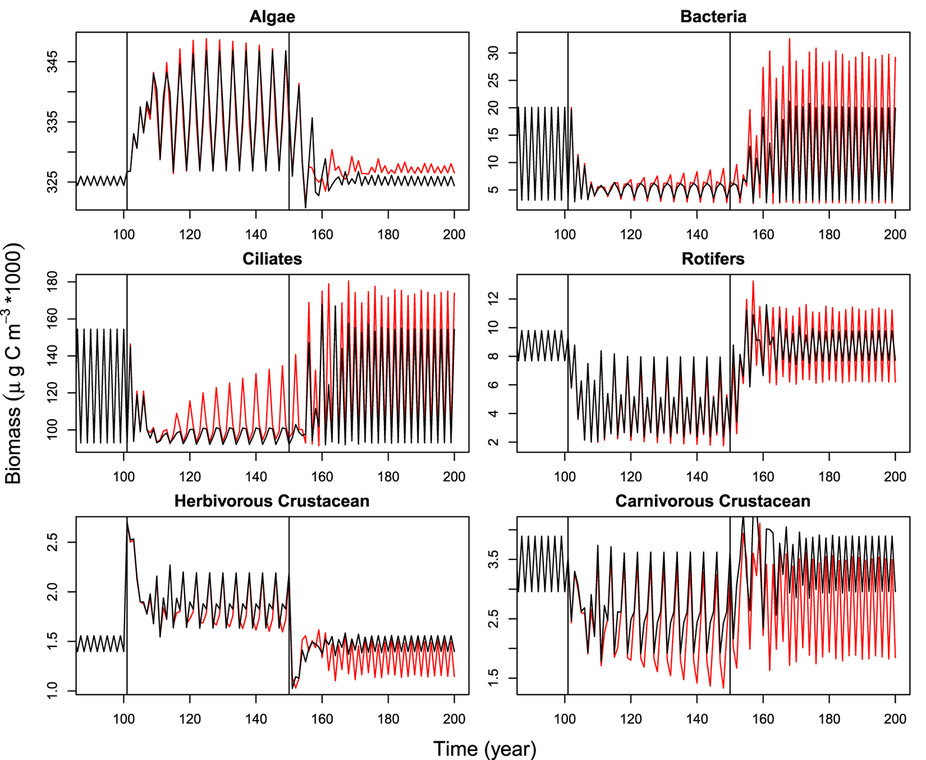 Algae
Bacteria
345
335
325
100 120 140 160 180 200
30
25
20
15
10
5
100 120 140 160 180 200
Ciliates
Rotifers
180
160
140
120
100
100 120 140 160 180 200
12
10
8
6
4
2
100 120 140 160 180 200
Biomass (μ g C m⁻³ *1000)
Herbivorous Crustacean
Carnivorous Crustacean
2.5
2.0
1.5
1.0
100 120 140 160 180 200
3.5
2.5
1.5
100 120 140 160 180 200
Time (year)